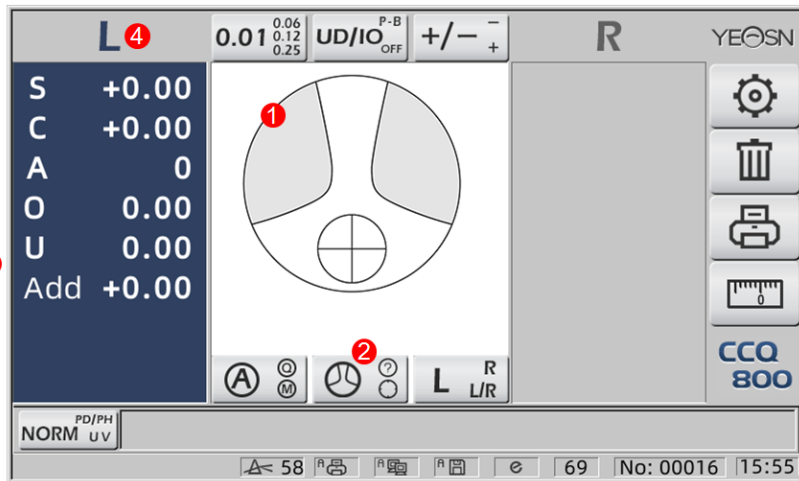 L 4
0.01 0.06 0.12 0.25
UD/IO P-B OFF
+/- - +
R
YEOSN
S +0.00
C +0.00
A 0
O 0.00
U 0.00
Add +0.00
1
2
A Q M
?
L R L/R
0
CCQ
800
NORM PD/PH UV
58 A A A e 69 No: 00016 15:55